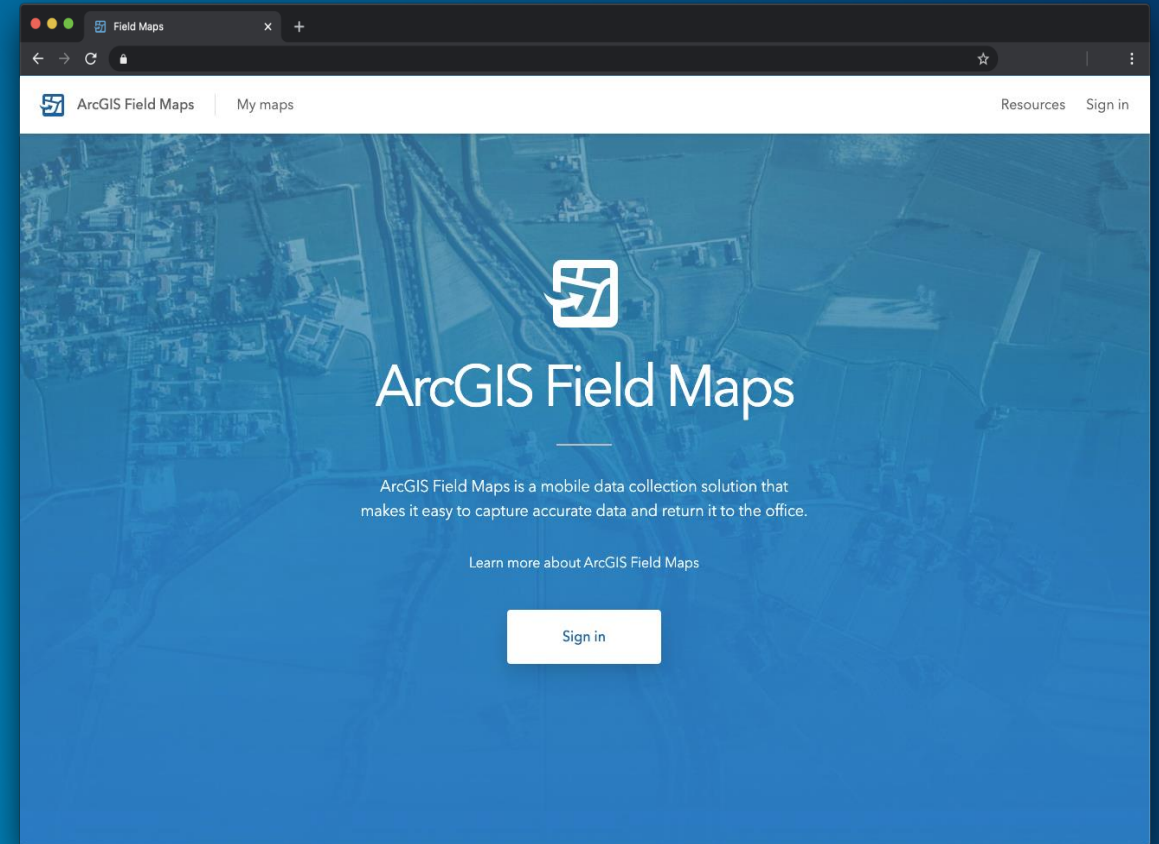 Field Maps
ArcGIS Field Maps
My maps
Resources
Sign in
ArcGIS Field Maps
ArcGIS Field Maps is a mobile data collection solution that
makes it easy to capture accurate data and return it to the office.
Learn more about ArcGIS Field Maps
Sign in